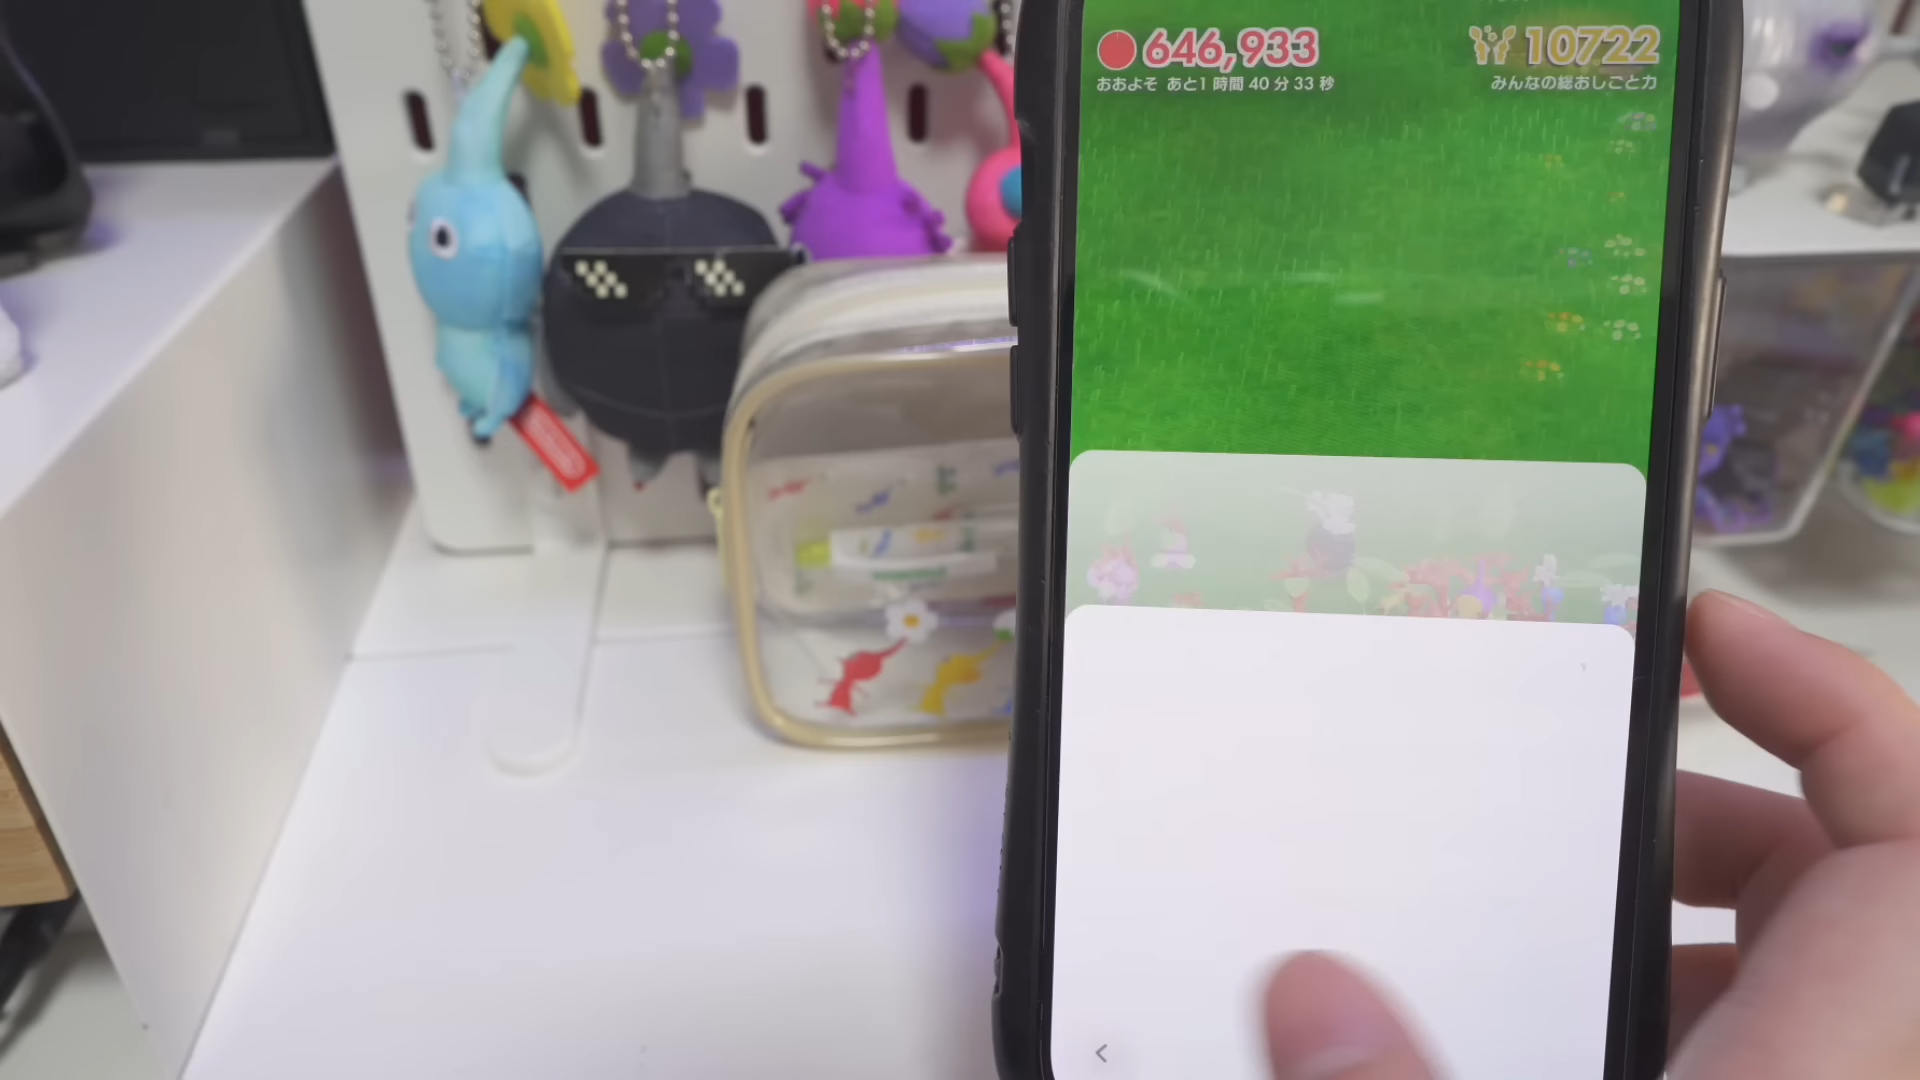 646,933
おおよそ あと1 時間 40 分 33 秒
10722
みんなの総おしごと力